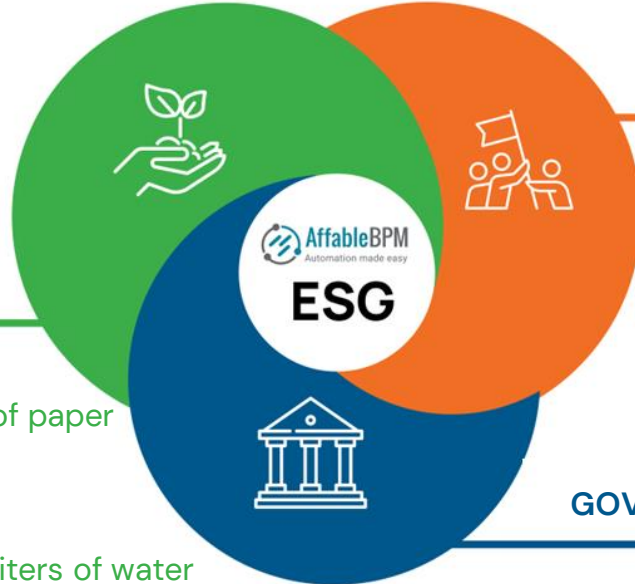 AffableBPM
Automation made easy
ESG
of paper
GOV
iters of water